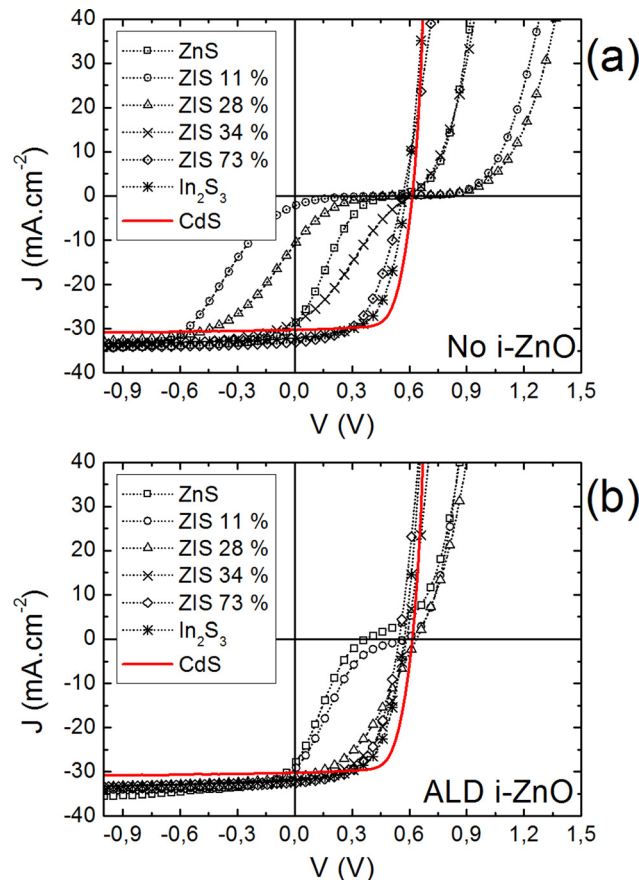 (a)
40
30
20
10
0
-10
-20
-30
-40
J (mA.cm-2)
ZnS
ZIS 11 %
ZIS 28 %
ZIS 34 %
ZIS 73 %
In2S3
CdS
No i-ZnO
-0,9 -0,6 -0,3 0,0 0,3 0,6 0,9 1,2 1,5
V (V)
(b)
40
30
20
10
0
-10
-20
-30
-40
J (mA.cm-2)
ZnS
ZIS 11 %
ZIS 28 %
ZIS 34 %
ZIS 73 %
In2S3
CdS
ALD i-ZnO
-0,9 -0,6 -0,3 0,0 0,3 0,6 0,9 1,2 1,5
V (V)